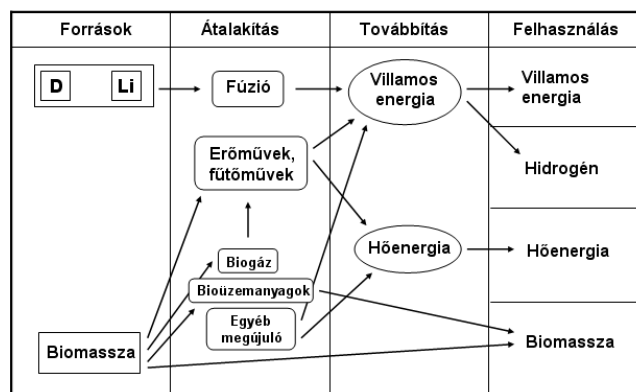 Források
Átalakítás
Továbbítás
Felhasználás
D
Li
Fúzió
Villamos
energia
Villamos
energia
Erőművek,
fűtőművek
Hidrogén
Biogáz
Hőenergia
Hőenergia
Bioüzemanyagok
Egyéb
megújuló
Biomassza
Biomassza